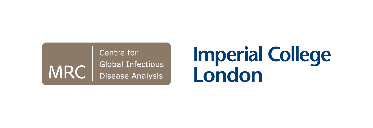 MRC
Centre for
Global Infectious
Disease Analysis
Imperial College
London